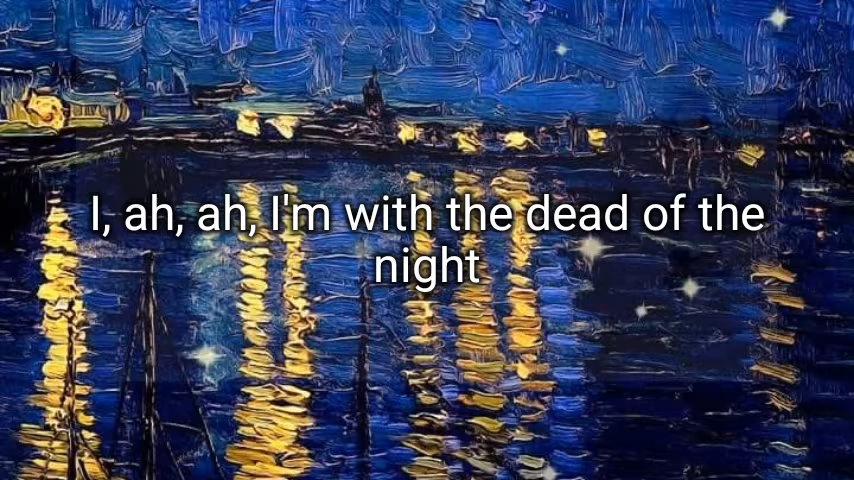 I, ah, ah, I'm with the dead of the
night